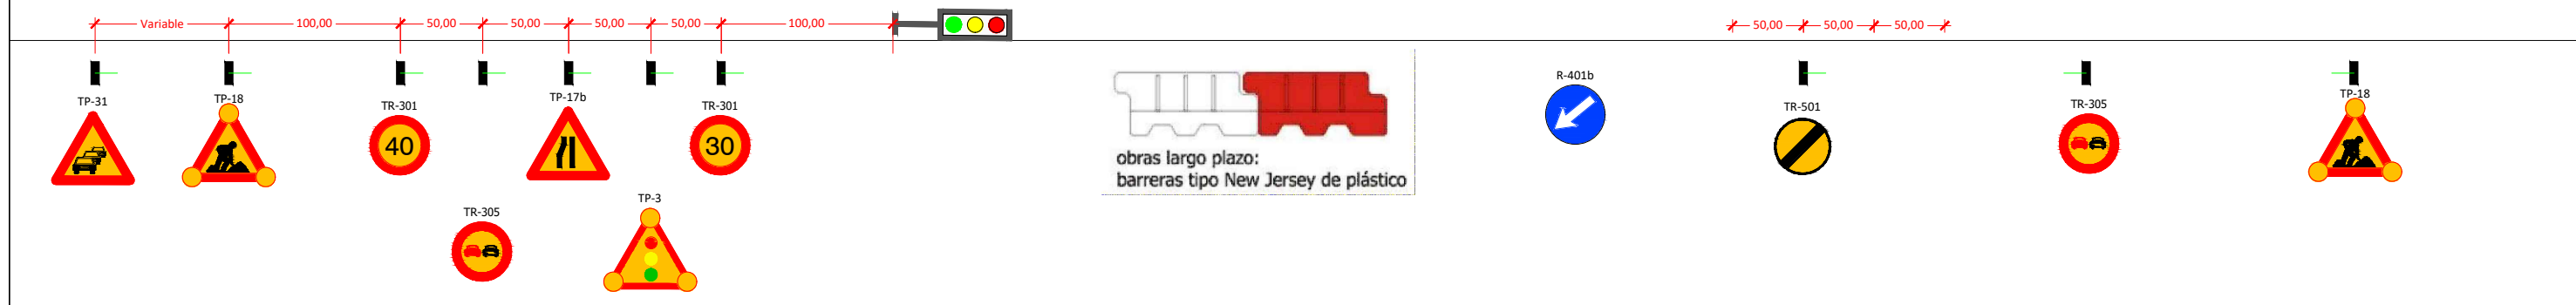 Variable 100,00 50,00 50,00 50,00 50,00 100,00 50,00 50,00 50,00
TP-31
TP-18
TR-301
40
TR-305
TP-17b
TP-3
TR-301
30
obras largo plazo:
barreras tipo New Jersey de plástico
R-401b
TR-501
TR-305
TP-18